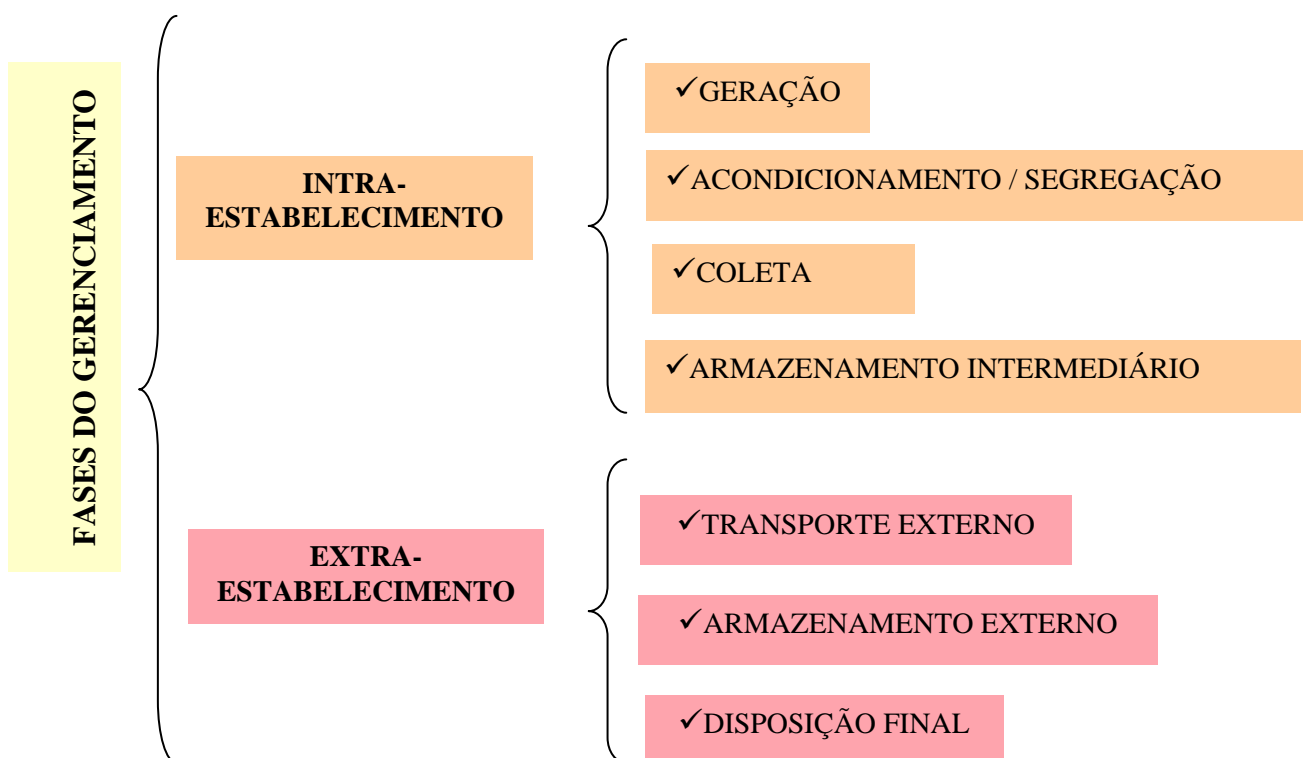 FASES DO GERENCIAMENTO
INTRA-
ESTABELECIMENTO
✓GERAÇÃO
✓ACONDICIONAMENTO / SEGREGAÇÃO
✓COLETA
✓ARMAZENAMENTO INTERMEDIÁRIO
EXTRA-
ESTABELECIMENTO
✓TRANSPORTE EXTERNO
✓ARMAZENAMENTO EXTERNO
✓DISPOSIÇÃO FINAL